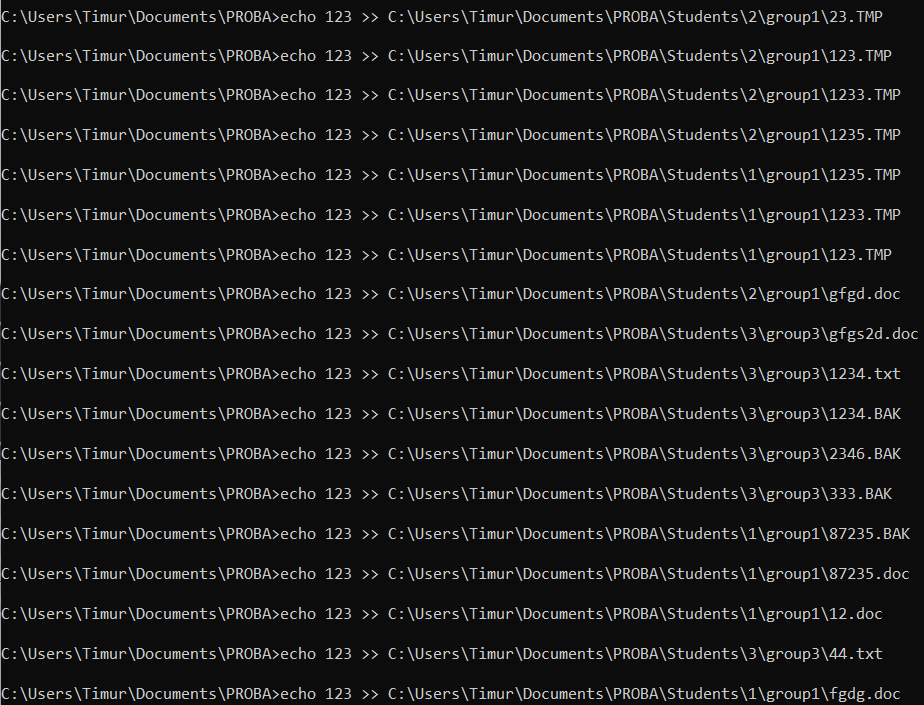 C:\Users\Timur\Documents\PROBA>echo 123 >> C:\Users\Timur\Documents\PROBA\Students\2\group1\23.TMP
C:\Users\Timur\Documents\PROBA>echo 123 >> C:\Users\Timur\Documents\PROBA\Students\2\group1\123.TMP
C:\Users\Timur\Documents\PROBA>echo 123 >> C:\Users\Timur\Documents\PROBA\Students\2\group1\1233.TMP
C:\Users\Timur\Documents\PROBA>echo 123 >> C:\Users\Timur\Documents\PROBA\Students\2\group1\1235.TMP
C:\Users\Timur\Documents\PROBA>echo 123 >> C:\Users\Timur\Documents\PROBA\Students\1\group1\1235.TMP
C:\Users\Timur\Documents\PROBA>echo 123 >> C:\Users\Timur\Documents\PROBA\Students\1\group1\1233.TMP
C:\Users\Timur\Documents\PROBA>echo 123 >> C:\Users\Timur\Documents\PROBA\Students\1\group1\123.TMP
C:\Users\Timur\Documents\PROBA>echo 123 >> C:\Users\Timur\Documents\PROBA\Students\2\group1\gfgd.doc
C:\Users\Timur\Documents\PROBA>echo 123 >> C:\Users\Timur\Documents\PROBA\Students\3\group3\gfgs2d.doc
C:\Users\Timur\Documents\PROBA>echo 123 >> C:\Users\Timur\Documents\PROBA\Students\3\group3\1234.txt
C:\Users\Timur\Documents\PROBA>echo 123 >> C:\Users\Timur\Documents\PROBA\Students\3\group3\1234.BAK
C:\Users\Timur\Documents\PROBA>echo 123 >> C:\Users\Timur\Documents\PROBA\Students\3\group3\2346.BAK
C:\Users\Timur\Documents\PROBA>echo 123 >> C:\Users\Timur\Documents\PROBA\Students\3\group3\333.BAK
C:\Users\Timur\Documents\PROBA>echo 123 >> C:\Users\Timur\Documents\PROBA\Students\1\group1\87235.BAK
C:\Users\Timur\Documents\PROBA>echo 123 >> C:\Users\Timur\Documents\PROBA\Students\1\group1\87235.doc
C:\Users\Timur\Documents\PROBA>echo 123 >> C:\Users\Timur\Documents\PROBA\Students\1\group1\12.doc
C:\Users\Timur\Documents\PROBA>echo 123 >> C:\Users\Timur\Documents\PROBA\Students\3\group3\44.txt
C:\Users\Timur\Documents\PROBA>echo 123 >> C:\Users\Timur\Documents\PROBA\Students\1\group1\fgdg.doc